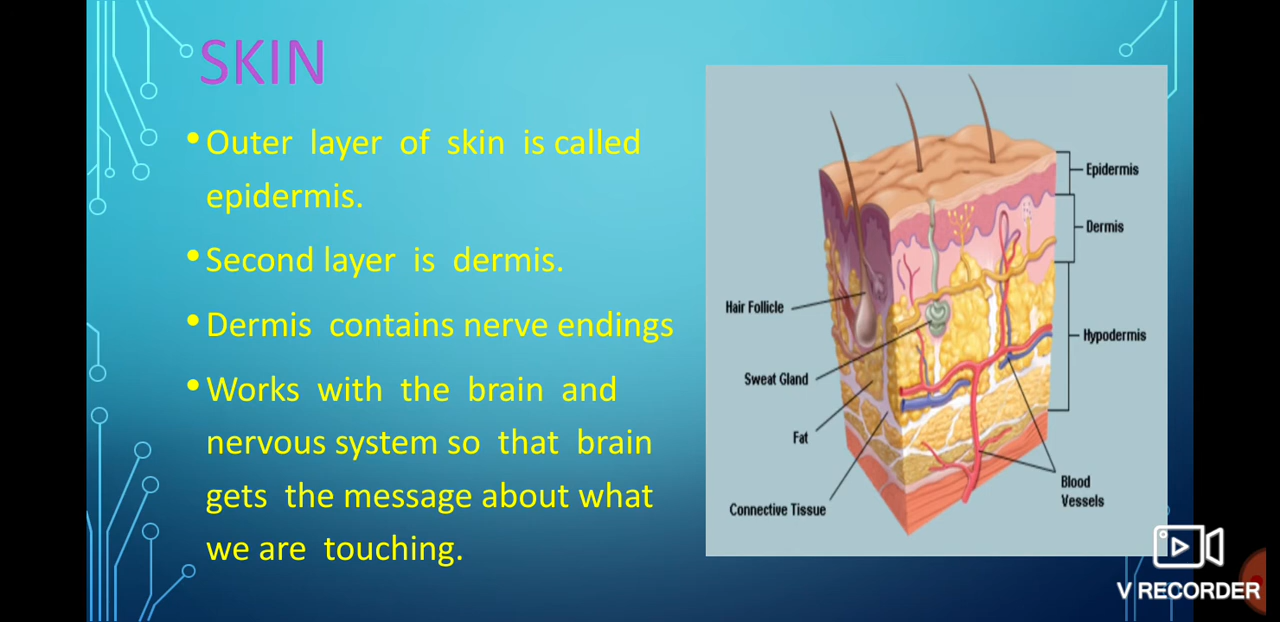 SKIN
• Outer layer of skin is called
epidermis.
• Second layer is dermis.
• Dermis contains nerve endings
• Works with the brain and
nervous system so that brain
gets the message about what
we are touching.
Epidermis
Dermis
Hair Follicle
Hypodermis
Sweat Gland
Fat
Connective Tissue
Blood
Vessels
V RECORDER